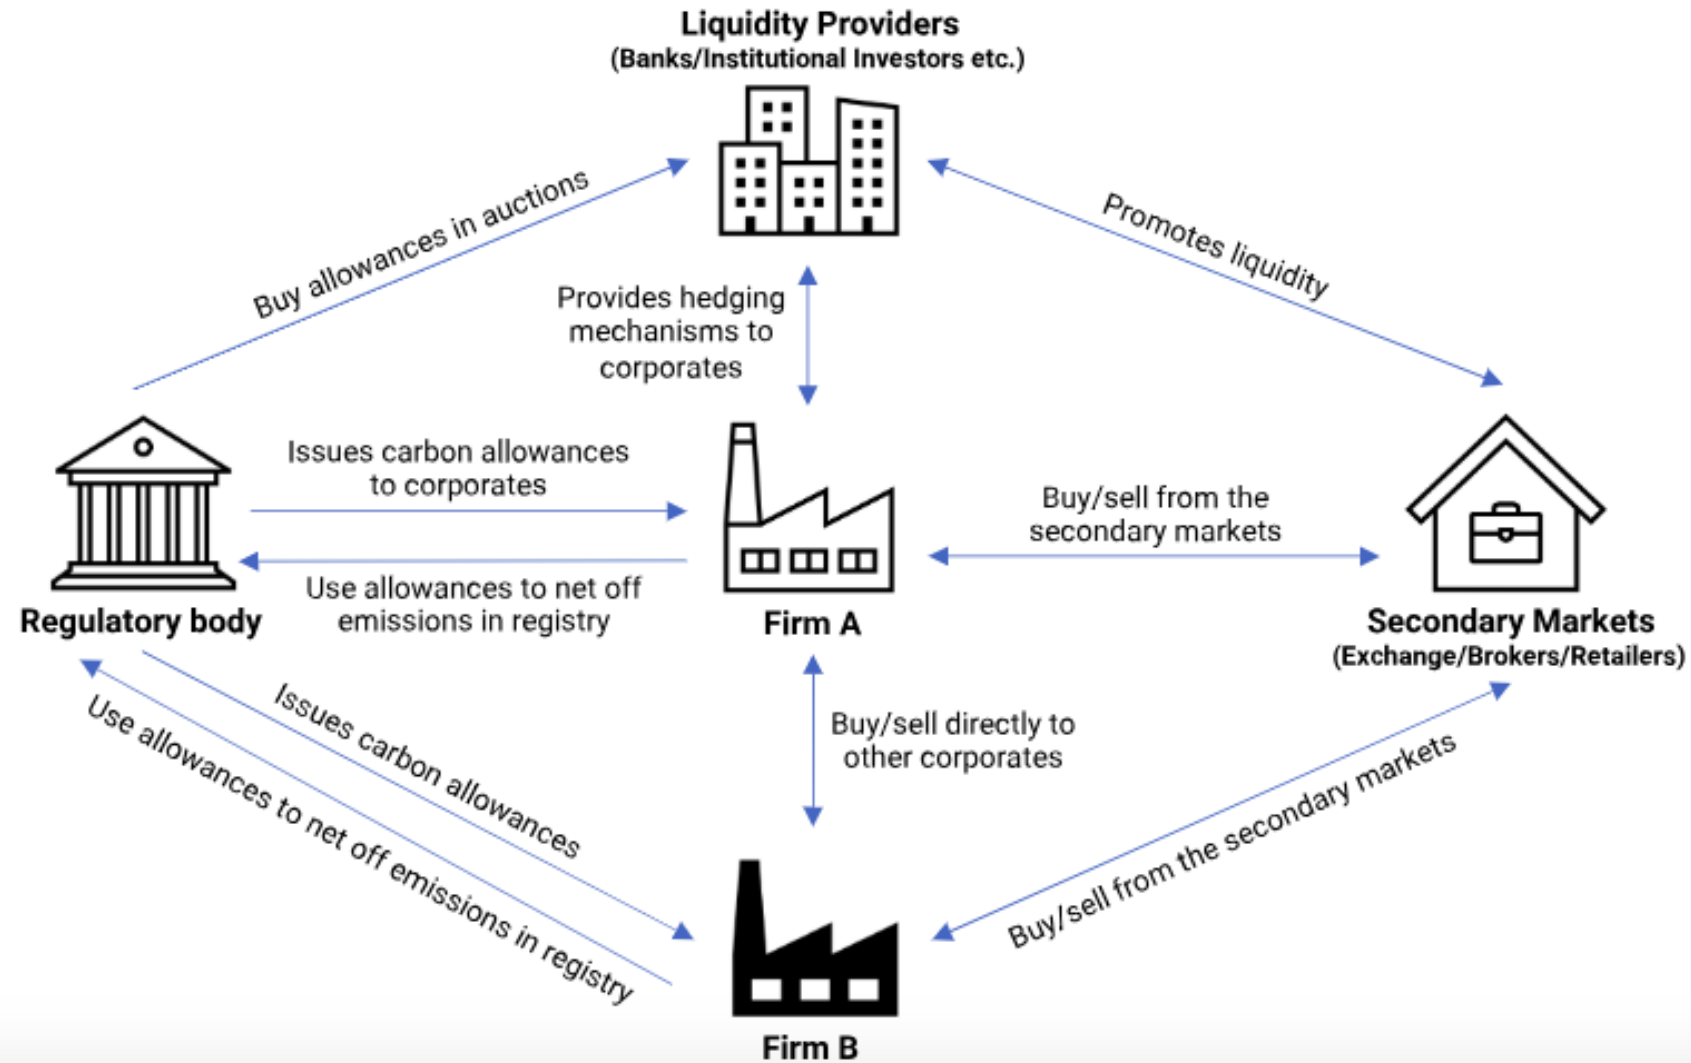 Liquidity Providers
(Banks/Institutional Investors etc.)
Buy allowances in auctions
Promotes liquidity
Provides hedging
mechanisms to
corporates
Issues carbon allowances
to corporates
Buy/sell from the
secondary markets
Use allowances to net off
emissions in registry
Regulatory body
Firm A
Secondary Markets
(Exchange/Brokers/Retailers)
Issues carbon allowances
Use allowances to net off emissions in registry
Buy/sell directly to
other corporates
Buy/sell from the secondary markets
Firm B